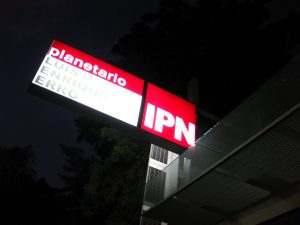 planetario
LUIS
ENRIQUE
ERRO
IPN